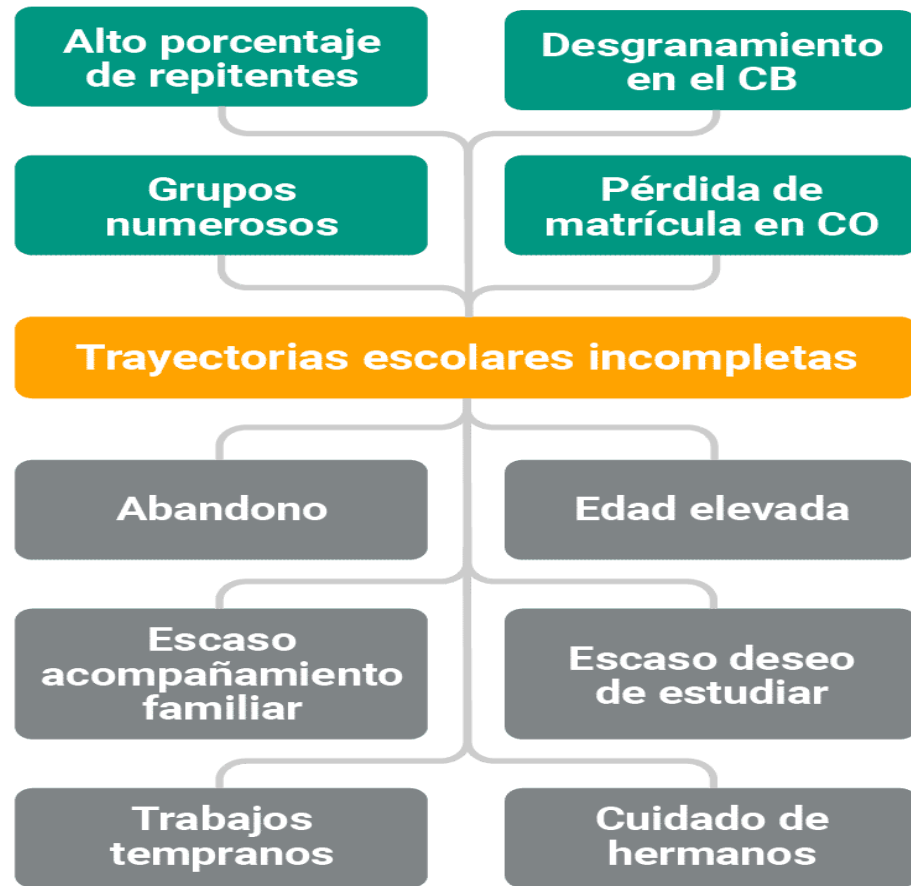 Alto porcentaje
de repitentes
Desgranamiento
en el CB
Grupos
numerosos
Pérdida de
matrícula en CO
Trayectorias escolares incompletas
Abandono
Edad elevada
Escaso
acompañamiento
familiar
Escaso deseo
de estudiar
Trabajos
tempranos
Cuidado de
hermanos